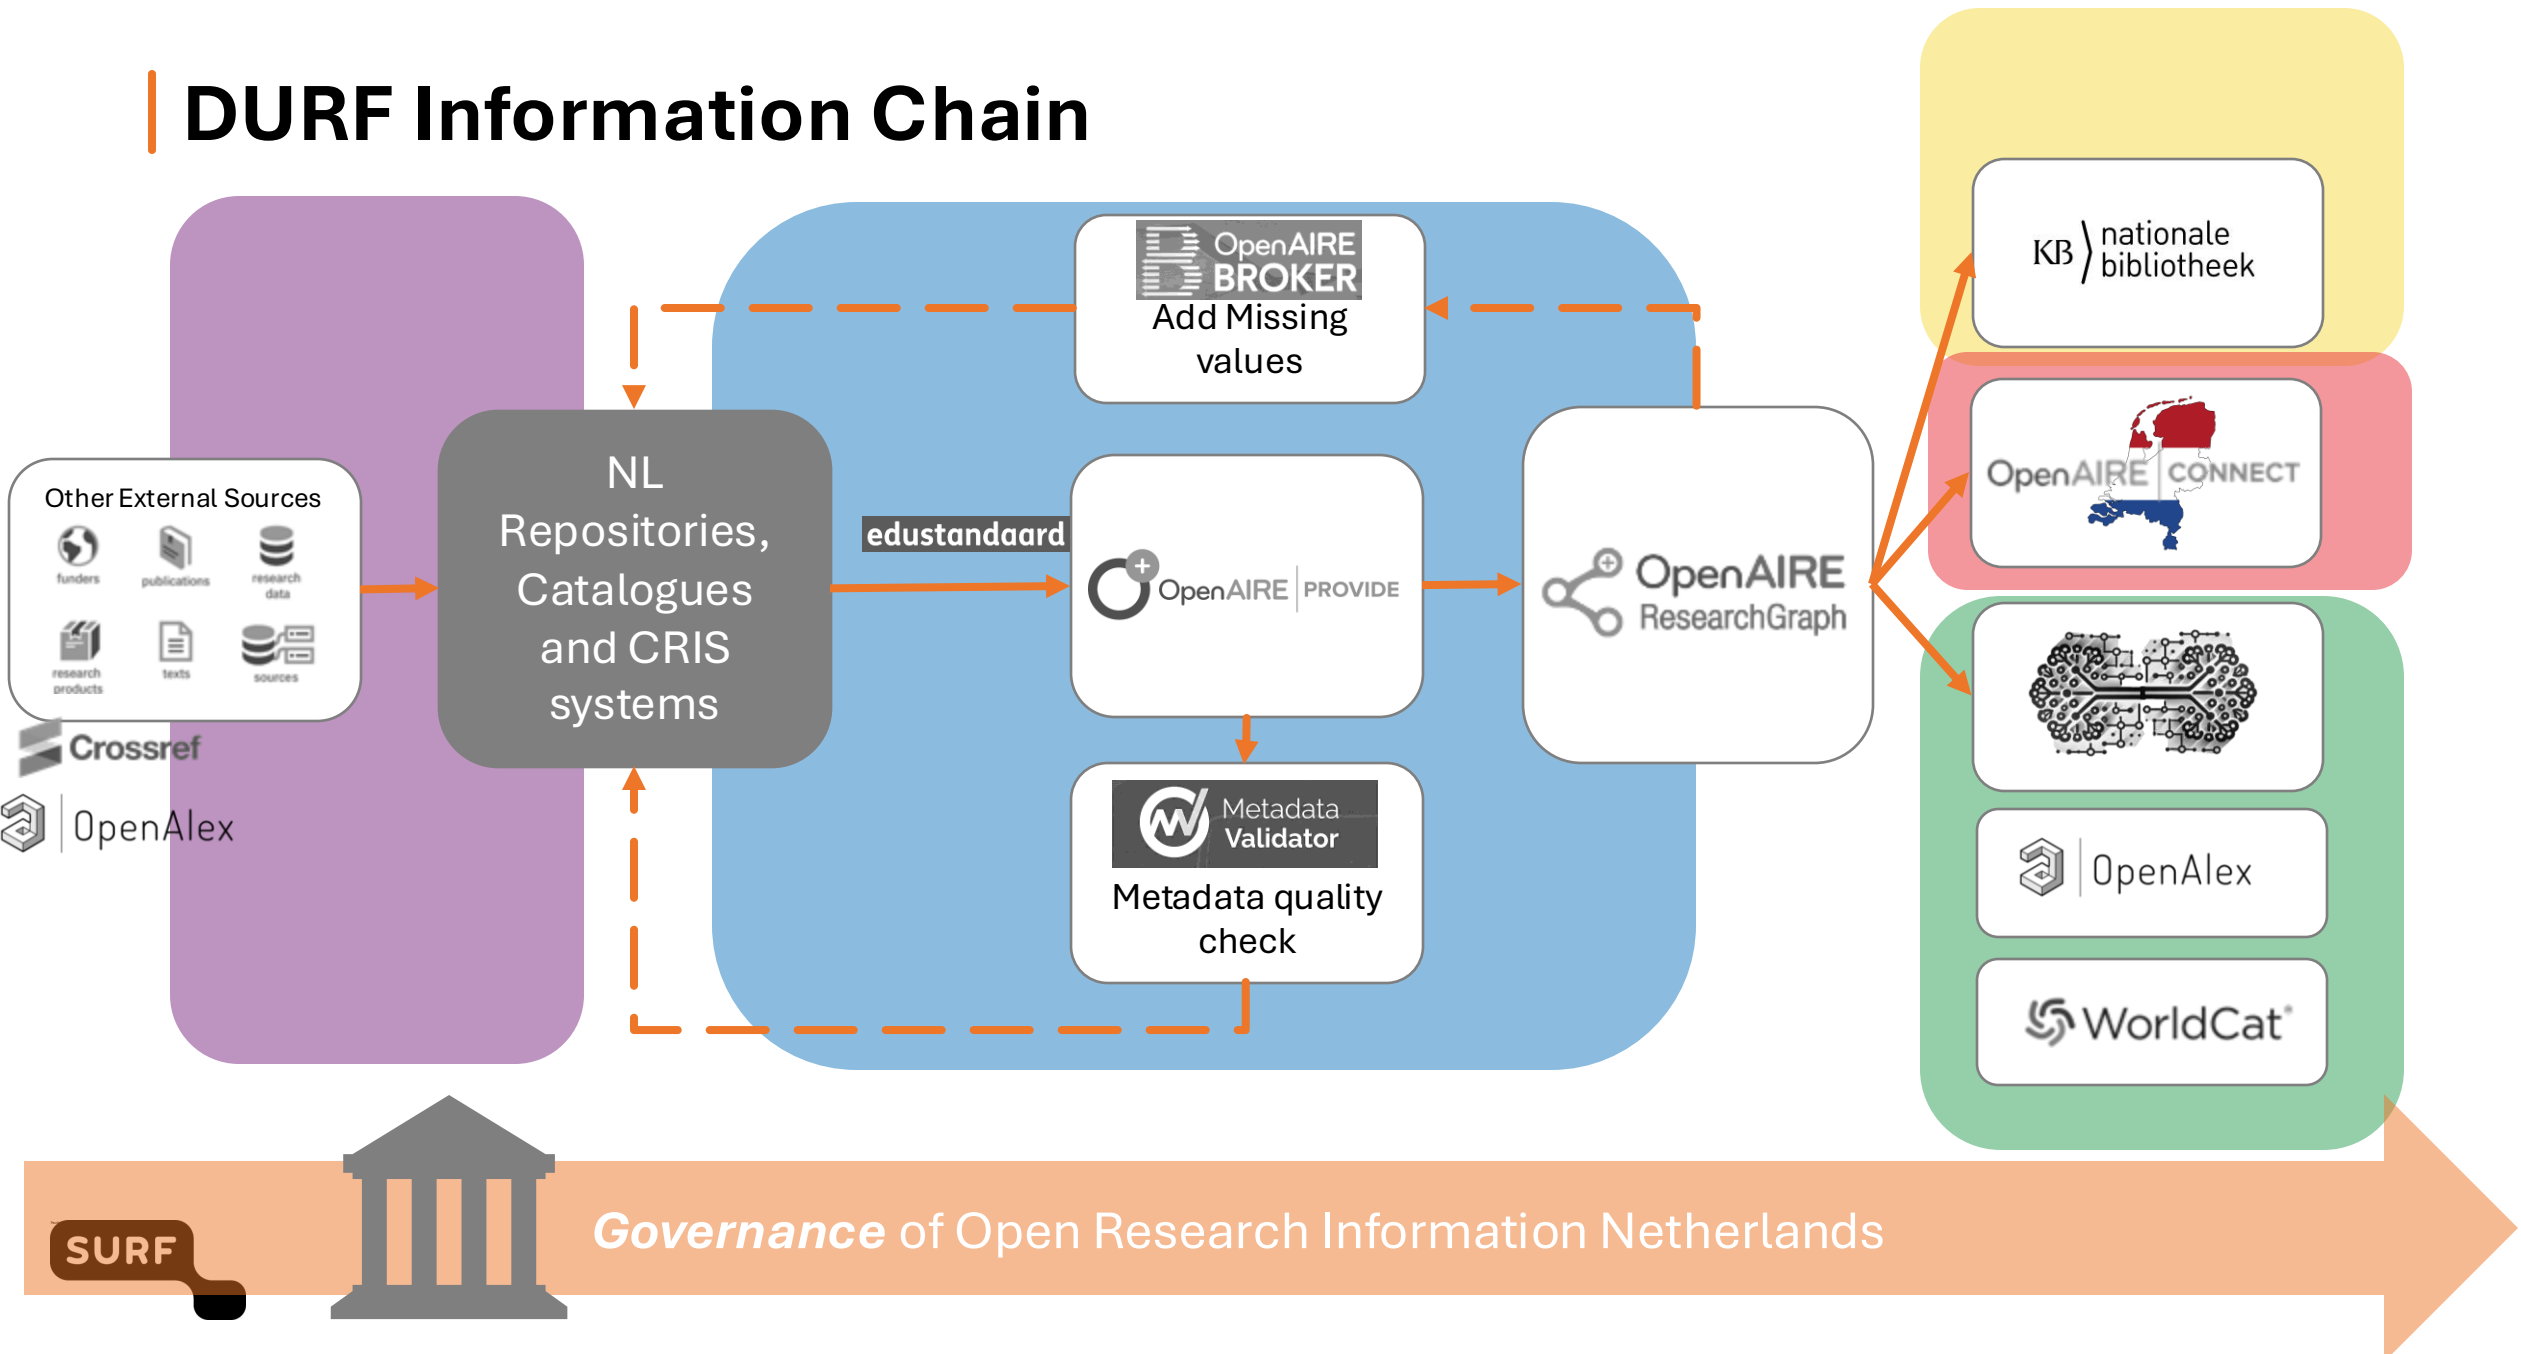 DURF Information Chain
Other External Sources
funders
publications
research
data
research
products
texts
sources
Crossref
OpenAlex
NL
Repositories,
Catalogues
and CRIS
systems
OpenAIRE
BROKER
Add Missing
values
edustandaard
OpenAIRE PROVIDE
Metadata
Validator
Metadata quality
check
OpenAIRE
ResearchGraph
KB nationale
bibliotheek
OpenAIRE CONNECT
OpenAlex
WorldCat®
SURF
Governance of Open Research Information Netherlands